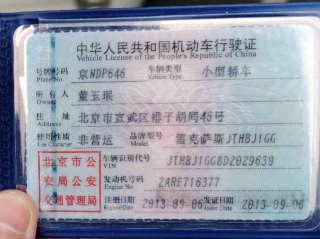 中华人民共和国机动车行驶证
Vehicle License of the People's Republic of China
号牌号码 京NDP646 车辆类型 小型轿车
Plate No. Vehicle Type
所有人 董玉珉
Owner
住址 北京市宣武区椿子胡同46号
Address
使用性质 非营运 品牌型号 雷克萨斯JTHBJ1GG
Use Character Model
北京市公 车辆识别代号 JTHBJ1GG8D2029639
VIN
安局公安 发动机号码 2ARE716377
Engine No.
交通管理局 注册日期 2013-09-06 发证日期 2013-09-06
Register Date Issue Date